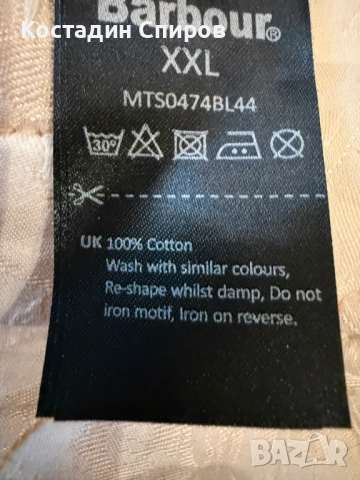 Костадин Спиров
Barbour®
XXL
MTS0474BL44
30°
UK 100% Cotton
Wash with similar colours,
Re-shape whilst damp, Do not
iron motif, Iron on reverse.
BAZAR